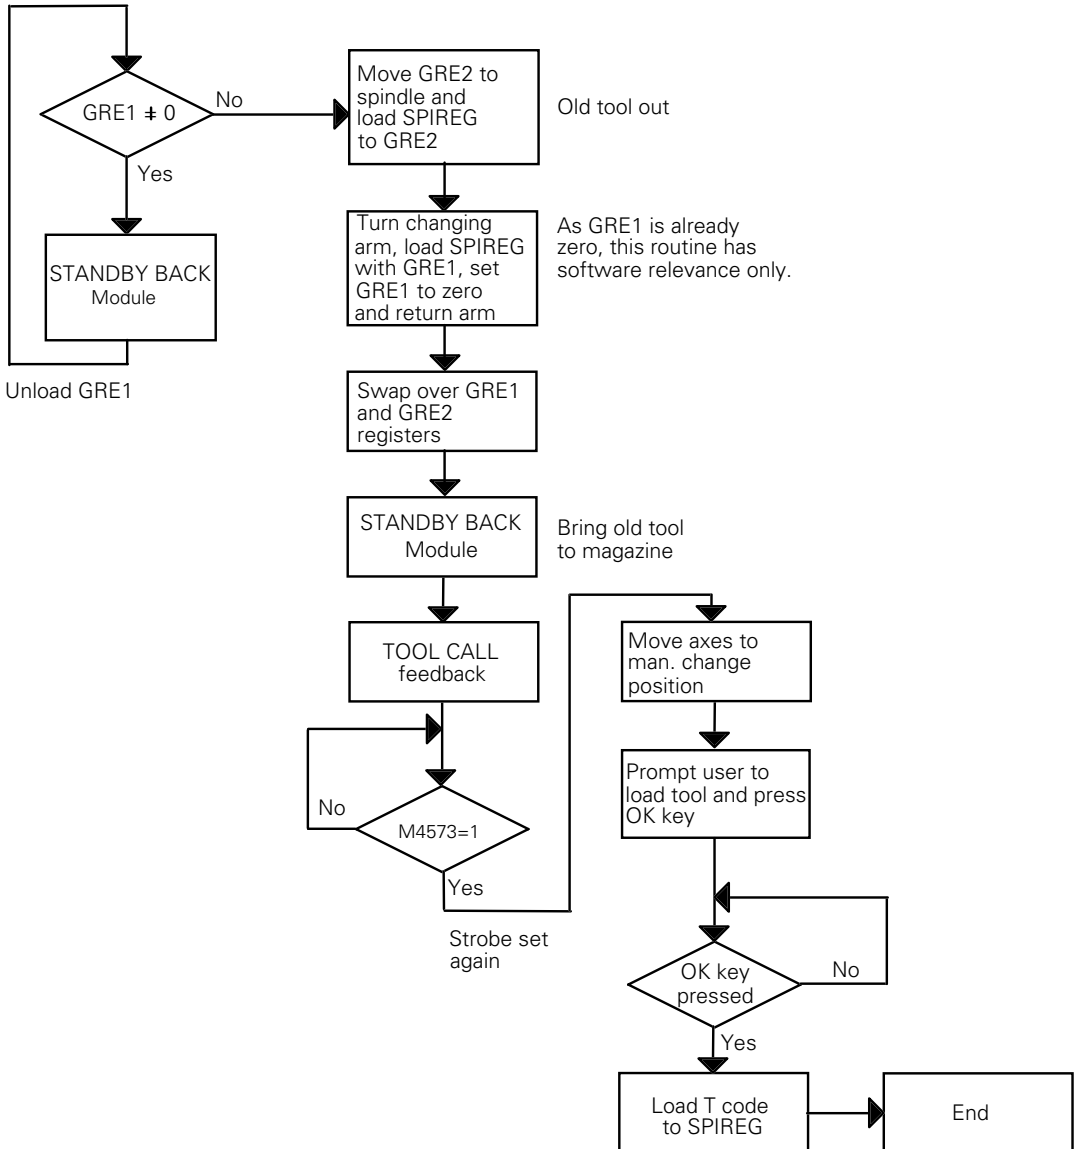 GRE1 ≠ 0
No
Yes
STANDBY BACK
Module
Unload GRE1
Move GRE2 to
spindle and
load SPIREG
to GRE2
Old tool out
Turn changing
arm, load SPIREG
with GRE1, set
GRE1 to zero
and return arm
As GRE1 is already
zero, this routine has
software relevance only.
Swap over GRE1
and GRE2
registers
STANDBY BACK
Module
Bring old tool
to magazine
TOOL CALL
feedback
No
M4573=1
Yes
Strobe set
again
Move axes to
man. change
position
Prompt user to
load tool and press
OK key
OK key
pressed
No
Yes
Load T code
to SPIREG
End